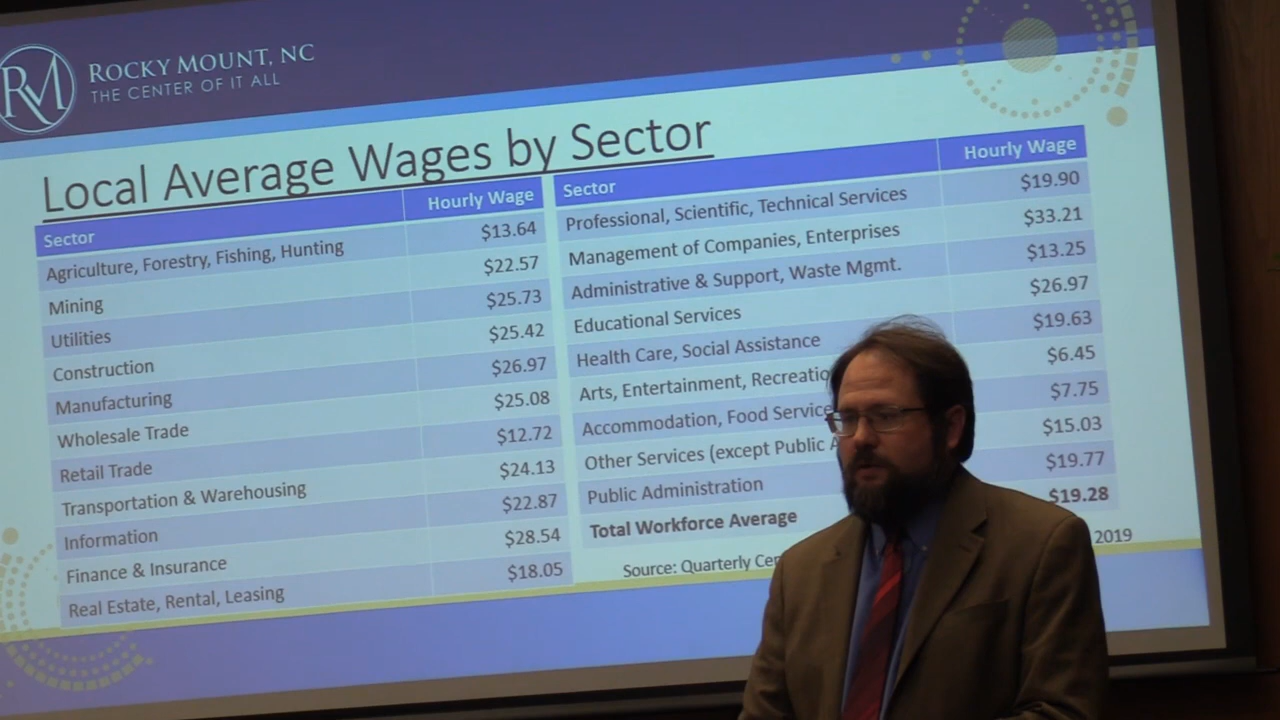 RM
ROCKY MOUNT, NC
THE CENTER OF IT ALL
Local Average Wages by Sector
Sector Hourly Wage
Agriculture, Forestry, Fishing, Hunting $13.64
Mining $22.57
Utilities $25.73
Construction $25.42
Manufacturing $26.97
Wholesale Trade $25.08
Retail Trade $12.72
Transportation & Warehousing $24.13
Information $22.87
Finance & Insurance $28.54
Real Estate, Rental, Leasing $18.05
Sector Hourly Wage
Professional, Scientific, Technical Services $19.90
Management of Companies, Enterprises $33.21
Administrative & Support, Waste Mgmt. $13.25
Educational Services $26.97
Health Care, Social Assistance $19.63
Arts, Entertainment, $6.45
Accommodation, Food $7.75
Other Services (except Public $15.03
Public Administration $19.77
Total Workforce Average $19.28
Source: Quarterly 2019